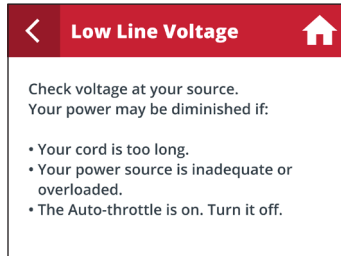 Low Line Voltage
Check voltage at your source.
Your power may be diminished if:
• Your cord is too long.
• Your power source is inadequate or
overloaded.
• The Auto-throttle is on. Turn it off.